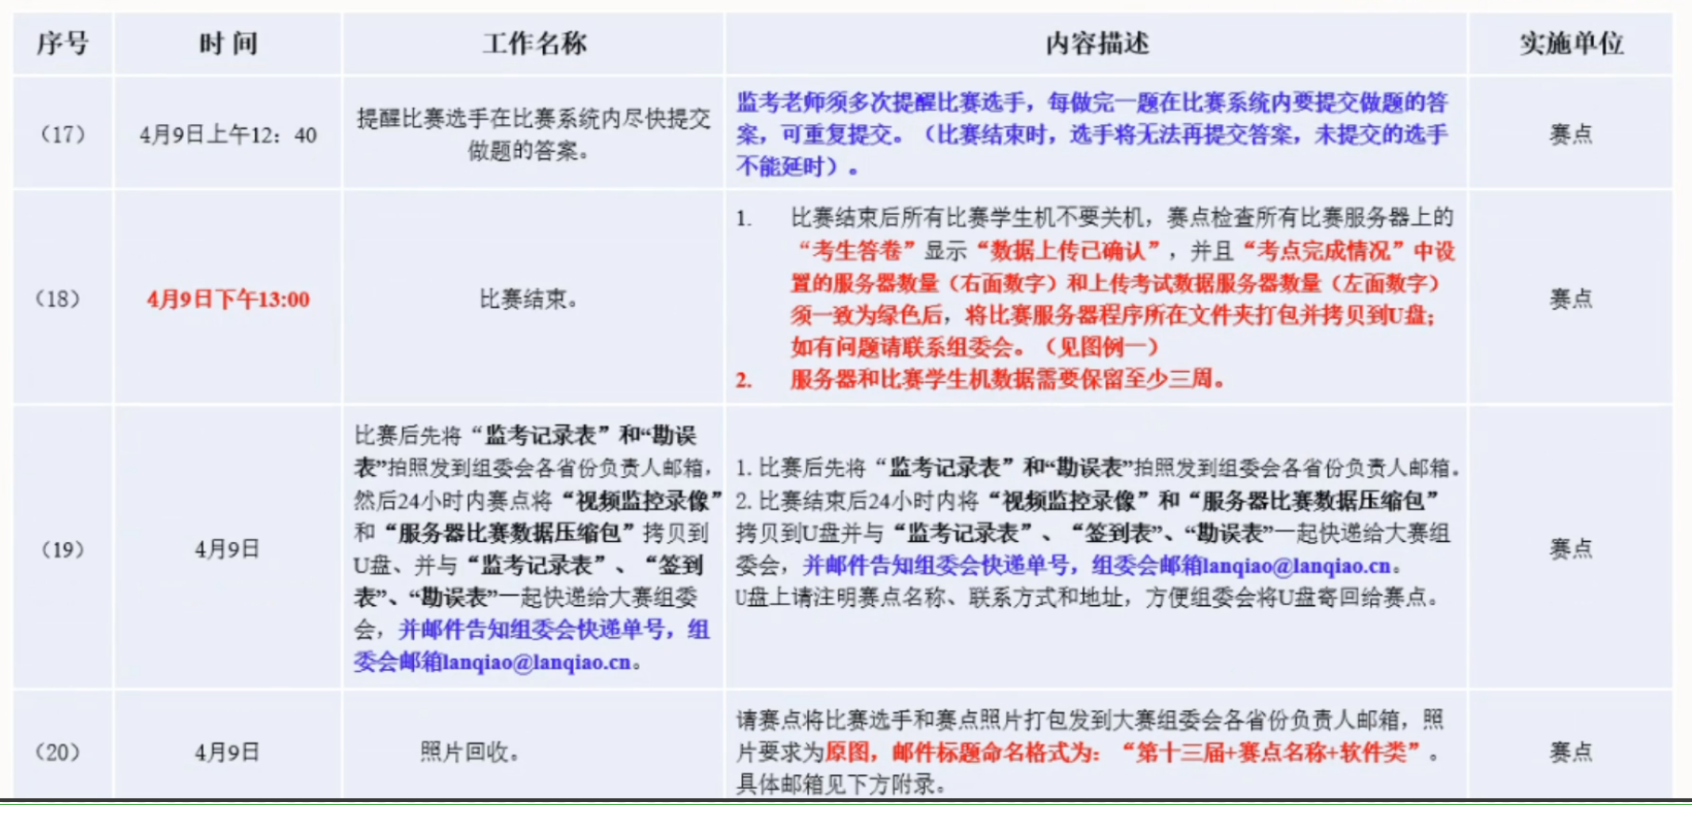 序号
时 间
工作名称
内容描述
实施单位
（17）
4月9日上午12：40
提醒比赛选手在比赛系统内尽快提交
做题的答案。
监考老师须多次提醒比赛选手，每做完一题在比赛系统内要提交做题的答
案，可重复提交。（比赛结束时，选手将无法再提交答案，未提交的选手
不能延时）。
赛点
（18）
4月9日下午13:00
比赛结束。
1. 比赛结束后所有比赛学生机不要关机，赛点检查所有比赛服务器上的
“考生答卷”显示“数据上传已确认”，并且“考点完成情况”中设
置的服务器数量（右面数字）和上传考试数据服务器数量（左面数字）
须一致为绿色后，将比赛服务器程序所在文件夹打包并拷贝到U盘；
如有问题请联系组委会。（见图例一）
2. 服务器和比赛学生机数据需要保留至少三周。
赛点
（19）
4月9日
比赛后先将“监考记录表”和“勘误
表”拍照发到组委会各省份负责人邮箱，
然后24小时内赛点将“视频监控录像”
和“服务器比赛数据压缩包”拷贝到
U盘、并与“监考记录表”、“签到
表”、“勘误表”一起快递给大赛组委
会，并邮件告知组委会快递单号，组
委会邮箱lanqiao@lanqiao.cn。
1. 比赛后先将“监考记录表”和“勘误表”拍照发到组委会各省份负责人邮箱。
2. 比赛结束后24小时内将“视频监控录像”和“服务器比赛数据压缩包”
拷贝到U盘并与“监考记录表”、“签到表”、“勘误表”一起快递给大赛组
委会，并邮件告知组委会快递单号，组委会邮箱lanqiao@lanqiao.cn。
U盘上请注明赛点名称、联系方式和地址，方便组委会将U盘寄回给赛点。
赛点
（20）
4月9日
照片回收。
请赛点将比赛选手和赛点照片打包发到大赛组委会各省份负责人邮箱，照
片要求为原图，邮件标题命名格式为：“第十三届+赛点名称+软件类”。
具体邮箱见下方附录。
赛点